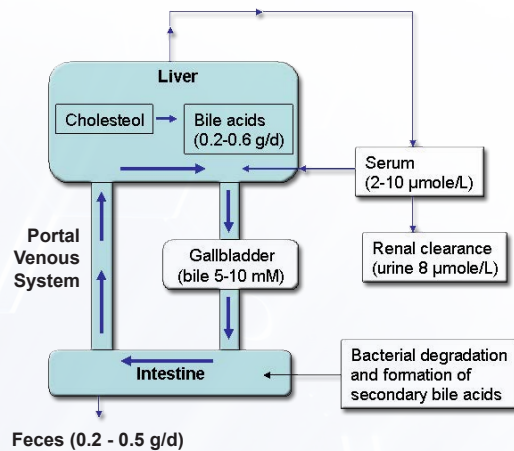 Liver
Cholesteol
Bile acids
(0.2-0.6 g/d)
Serum
(2-10 µmole/L)
Portal
Venous
System
Gallbladder
(bile 5-10 mM)
Renal clearance
(urine 8 µmole/L)
Intestine
Bacterial degradation
and formation of
secondary bile acids
Feces (0.2 - 0.5 g/d)